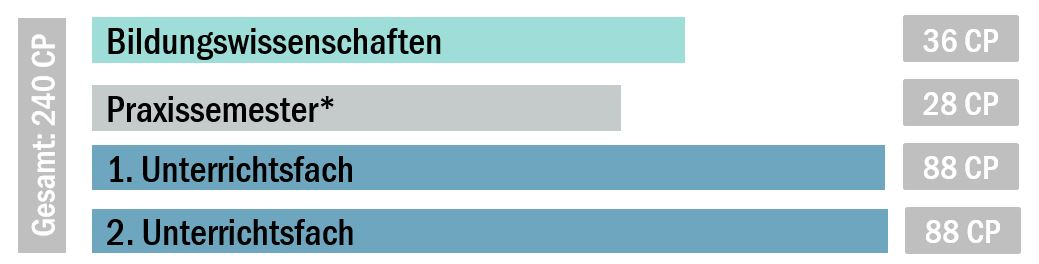 Gesamt: 240 CP
Bildungswissenschaften 36 CP
Praxissemester* 28 CP
1. Unterrichtsfach 88 CP
2. Unterrichtsfach 88 CP